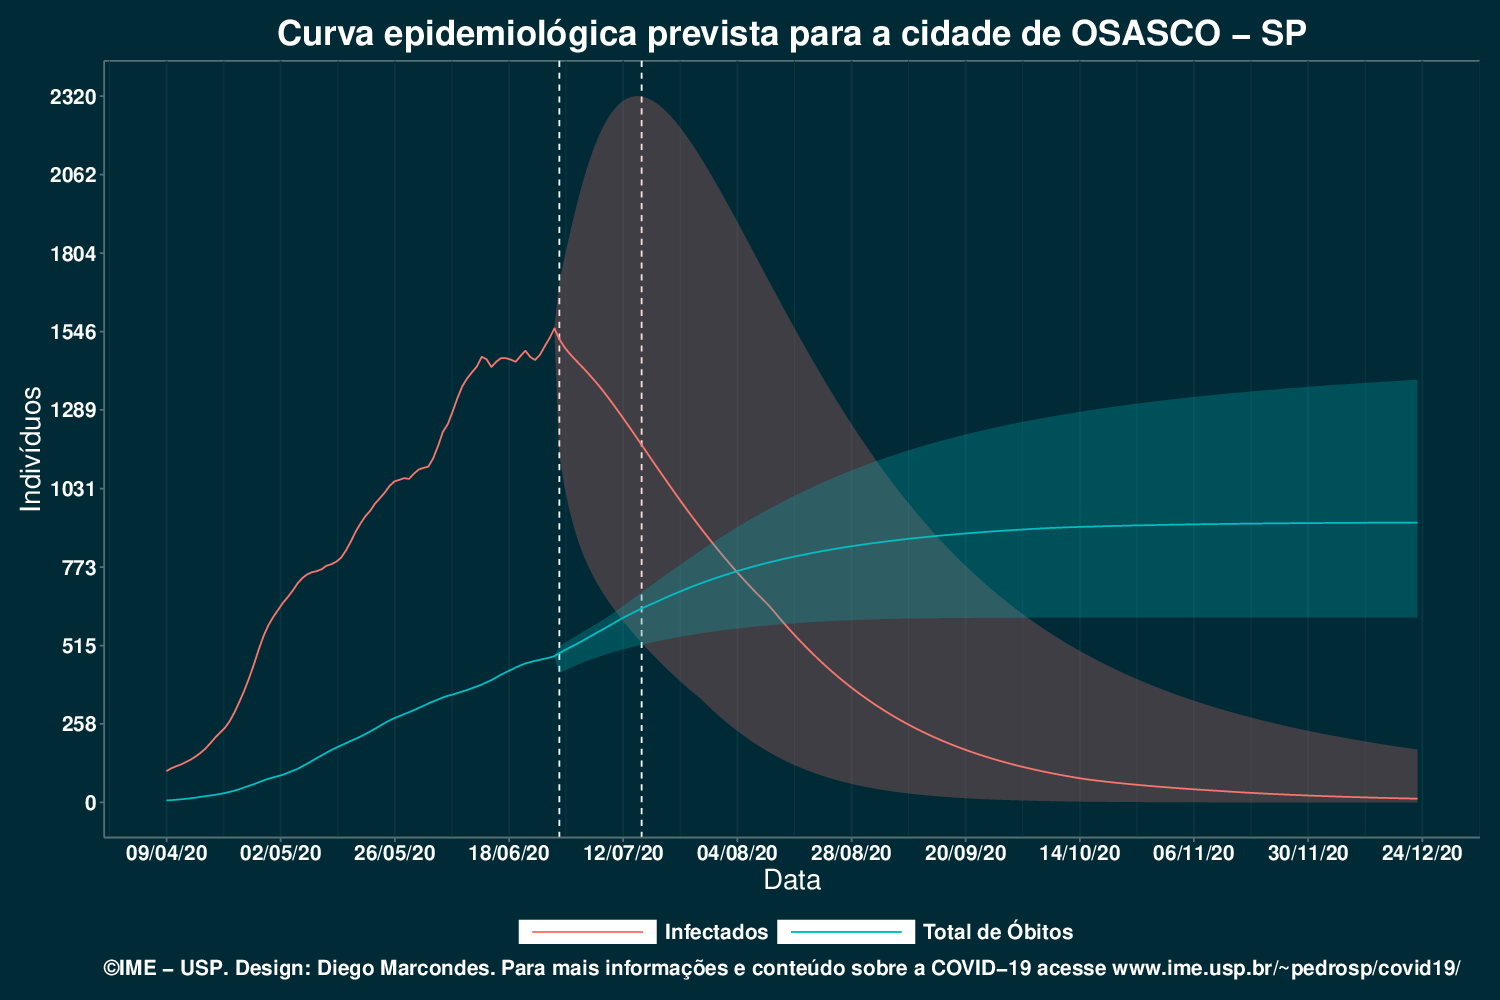 Curva epidemiológica prevista para a cidade de OSASCO – SP
2320
2062
1804
1546
1289
1031
773
515
258
0
Indivíduos
09/04/20 02/05/20 26/05/20 18/06/20 12/07/20 04/08/20 28/08/20 20/09/20 14/10/20 06/11/20 30/11/20 24/12/20
Data
Infectados Total de Óbitos
©IME – USP. Design: Diego Marcondes. Para mais informações e conteúdo sobre a COVID–19 acesse www.ime.usp.br/~pedrosp/covid19/